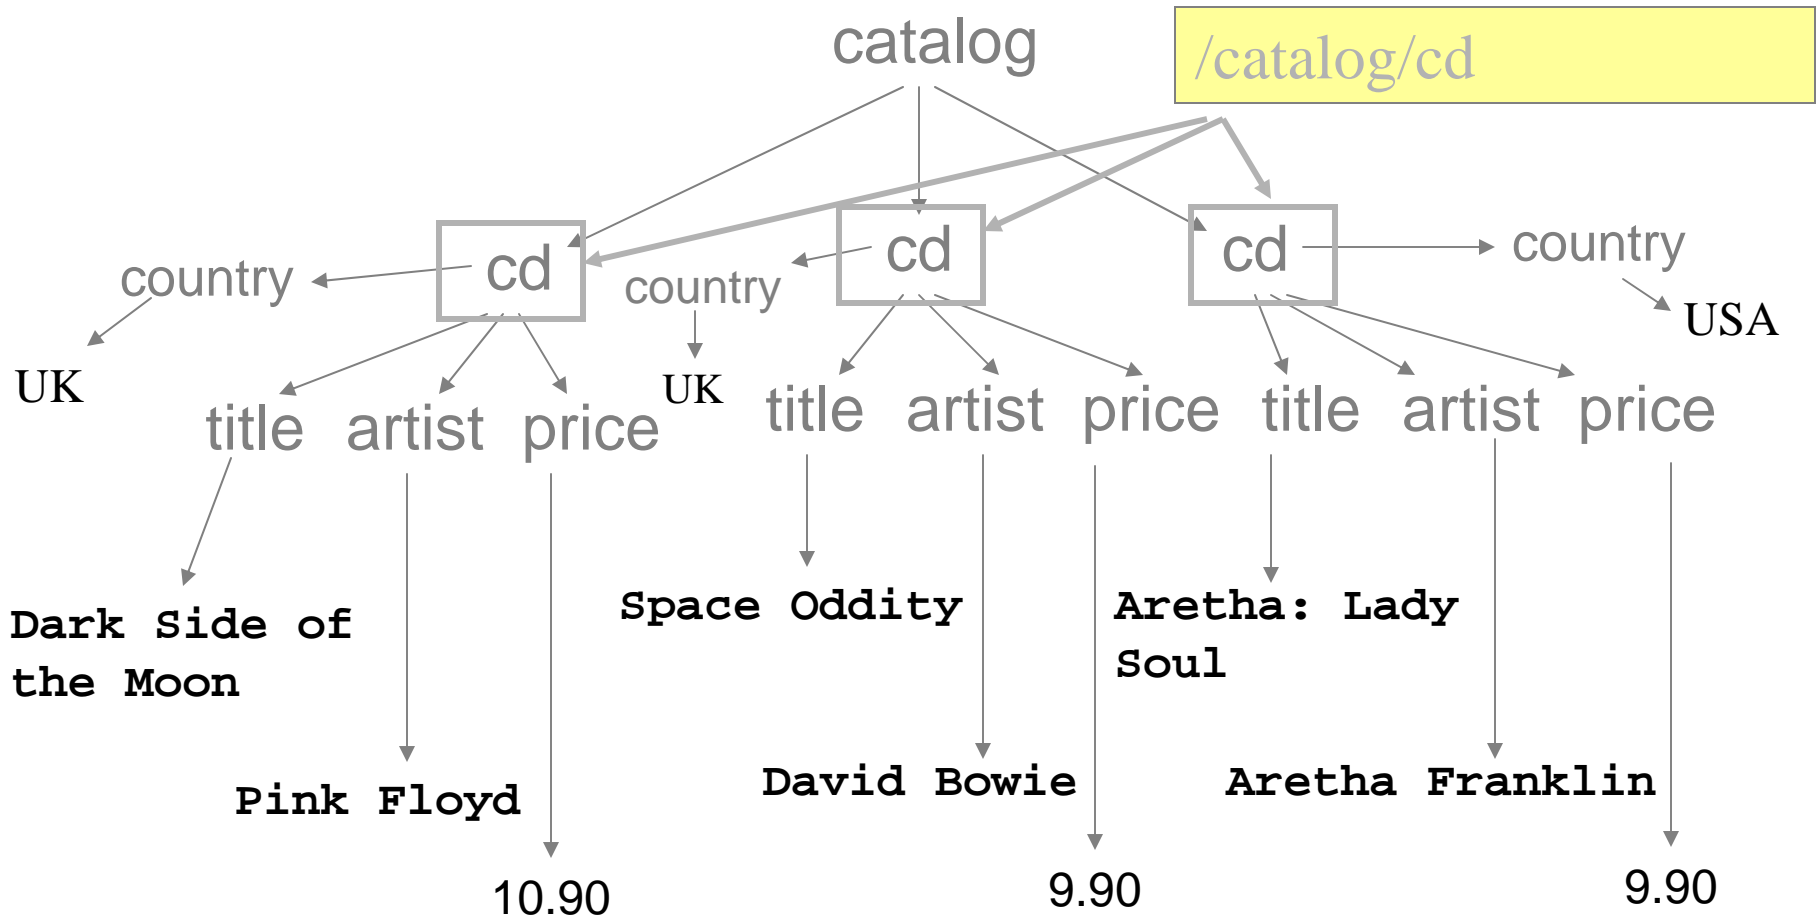 catalog
/catalog/cd
cd
cd
cd
country
country
country
UK
UK
USA
title artist price
title artist price
title artist price
Dark Side of
the Moon
Space Oddity
Aretha: Lady
Soul
Pink Floyd
David Bowie
Aretha Franklin
10.90
9.90
9.90